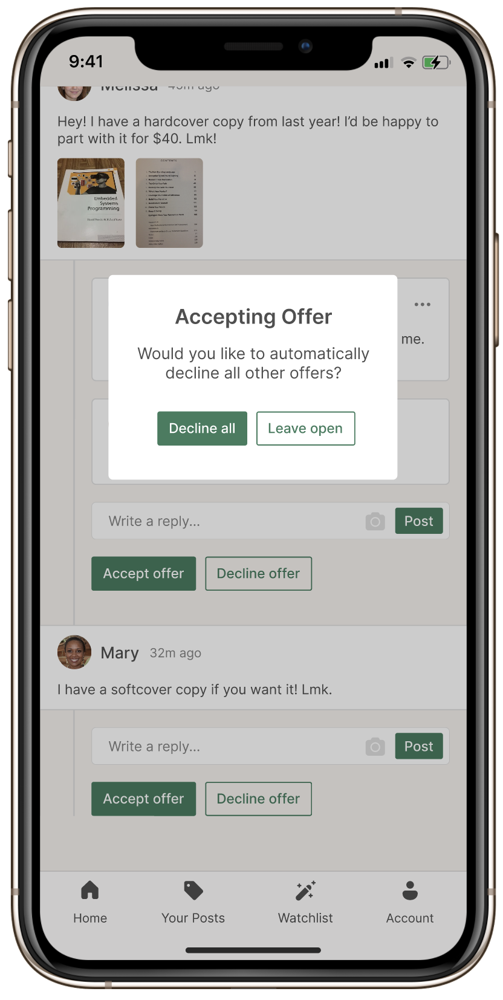 9:41
Melissa 45m ago
Hey! I have a hardcover copy from last year! I'd be happy to
part with it for $40. Lmk!
Embedded
Systems
Programming
CONTENTS
Accepting Offer
me.
Would you like to automatically
decline all other offers?
Decline all Leave open
Write a reply... Post
Accept offer Decline offer
Mary 32m ago
I have a softcover copy if you want it! Lmk.
Write a reply... Post
Accept offer Decline offer
Home Your Posts Watchlist Account